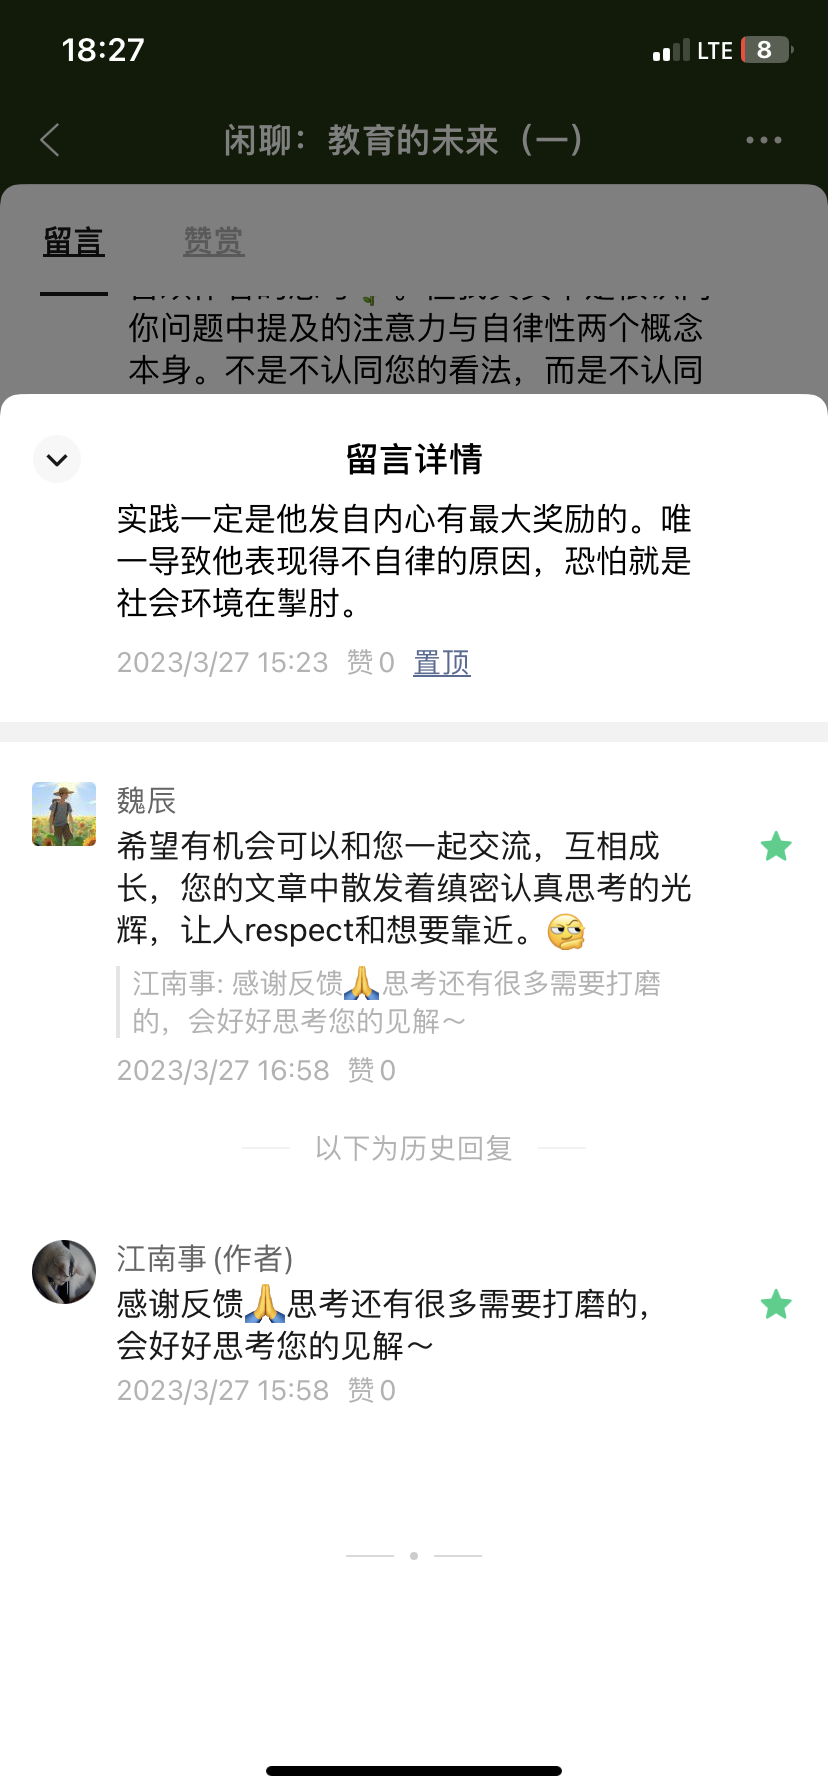 18:27
LTE 8
闲聊：教育的未来（一）
留言
赞赏
你问题中提及的注意力与自律性两个概念
本身。不是不认同您的看法，而是不认同
留言详情
实践一定是他发自内心有最大奖励的。唯
一导致他表现得不自律的原因，恐怕就是
社会环境在掣肘。
2023/3/27 15:23 赞 0 置顶
魏辰
希望有机会可以和您一起交流，互相成
长，您的文章中散发着缜密认真思考的光
辉，让人respect和想要靠近。
江南事: 感谢反馈🙏思考还有很多需要打磨
的，会好好思考您的见解～
2023/3/27 16:58 赞 0
以下为历史回复
江南事 (作者)
感谢反馈🙏思考还有很多需要打磨的，
会好好思考您的见解～
2023/3/27 15:58 赞 0